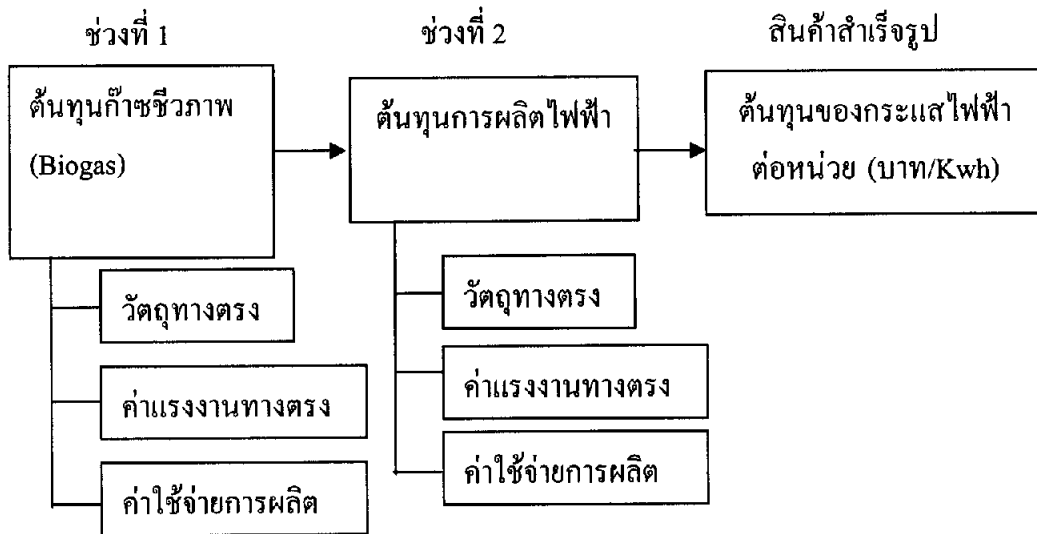 ช่วงที่ 1
ช่วงที่ 2
สินค้าสำเร็จรูป
ต้นทุนก๊าซชีวภาพ
(Biogas)
ต้นทุนการผลิตไฟฟ้า
ต้นทุนของกระแสไฟฟ้า
ต่อหน่วย (บาท/Kwh)
วัตถุทางตรง
ค่าแรงงานทางตรง
ค่าใช้จ่ายการผลิต
วัตถุทางตรง
ค่าแรงงานทางตรง
ค่าใช้จ่ายการผลิต